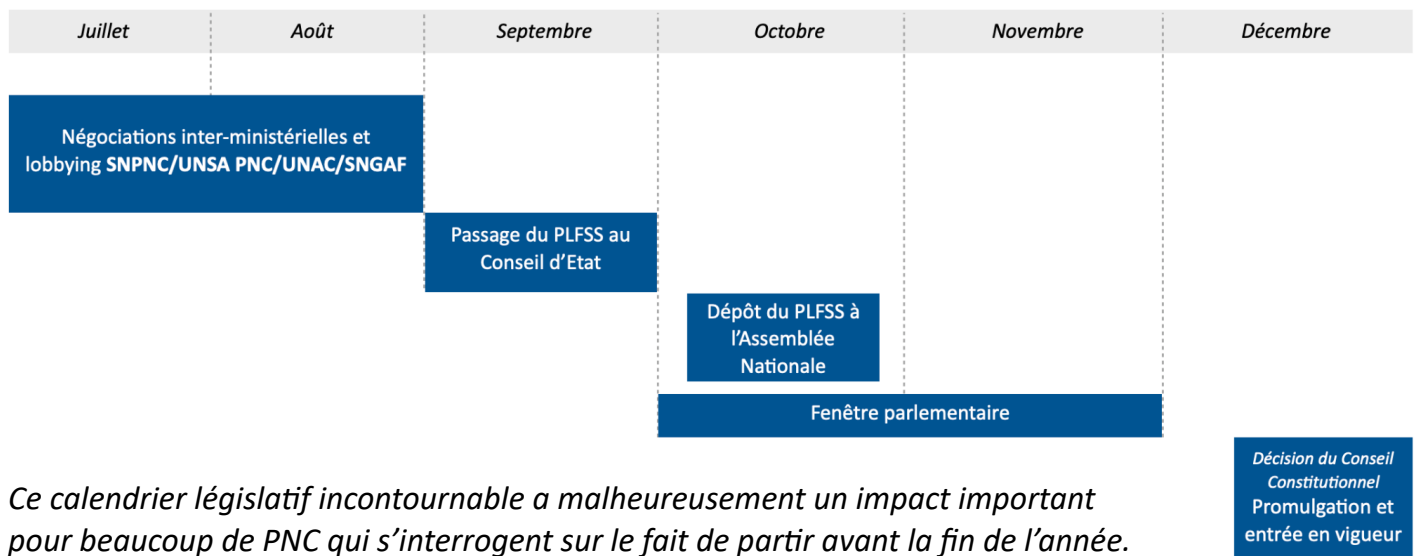 Juillet
Août
Septembre
Octobre
Novembre
Décembre
Négociations inter-ministérielles et
lobbying SNPNC/UNSA PNC/UNAC/SNGAF
Passage du PLFSS au
Conseil d’Etat
Dépôt du PLFSS à
l’Assemblée
Nationale
Fenêtre parlementaire
Décision du Conseil
Constitutionnel
Promulgation et
entrée en vigueur
Ce calendrier législatif incontournable a malheureusement un impact important
pour beaucoup de PNC qui s’interrogent sur le fait de partir avant la fin de l’année.